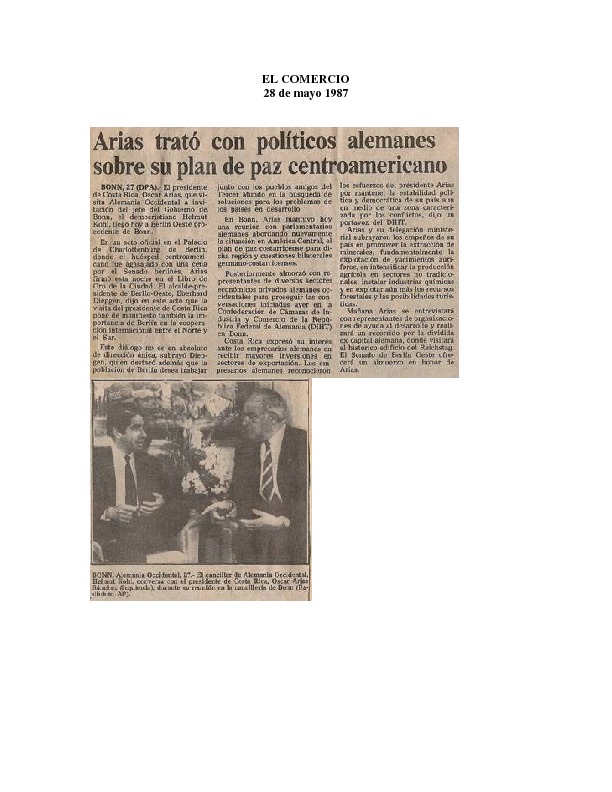 EL COMERCIO
28 de mayo 1987
Arias trató con políticos alemanes
sobre su plan de paz centroamericano
BONN, 27 (DPA).- El presidente
de Costa Rica, Oscar Arias, que vi-
sita Alemania Occidental a invi-
tación del jefe del Gobierno de
Bonn, el democristiano Helmut
Kohl, llegó hoy a Berlín Oeste pro-
cedente de Bonn.
En un acto oficial en el Palacio
de Charlottenburg de Berlín,
donde el huésped centroameri-
cano fue agasajado con una cena
por el Senado berlinés, Arias
firmó esta noche en el Libro de
Oro de la Ciudad. El alcalde-pre-
sidente de Berlín-Oeste, Eberhard
Diepgen, dijo en este acto que la
visita del presidente de Costa Rica
pone de manifiesto también la im-
portancia de Berlín en la coopera-
ción internacional entre el Norte y
el Sur.
Este diálogo no es en absoluto
de dirección única, subrayó Diep-
gen, quien destacó además que la
población de Berlín desea trabajar
junto con los pueblos amigos del
Tercer Mundo en la búsqueda de
soluciones para los problemas de
los países en desarrollo.
En Bonn, Arias mantuvo hoy
una reunión con parlamentarios
alemanes abordando nuevamente
la situación en América Central, el
plan de paz costarricense para di-
cha región y cuestiones bilaterales
germano-costarricenses.
Posteriormente almorzó con re-
presentantes de diversos sectores
económicos privados alemanes oc-
cidentales para proseguir las con-
versaciones iniciadas ayer en la
Confederación de Cámaras de In-
dustria y Comercio de la Repú-
blica Federal de Alemania (DIHT)
en Bonn.
Costa Rica expresó su interés
ante los empresarios alemanes en
recibir mayores inversiones en
sectores de exportación. Los em-
presarios alemanes reconocieron
los esfuerzos del presidente Arias
por mantener la estabilidad polí-
tica y democrática de su país aun
en medio de una zona caracteri-
zada por los conflictos, dijo un
portavoz del DIHT.
Arias y su delegación ministe-
rial subrayaron los empeños de su
país en promover la extracción de
minerales, fundamentalmente la
explotación de yacimientos aurí-
feros, en intensificar la producción
agrícola en sectores no tradicio-
nales, instalar industrias químicas
y en explotar aún más los recursos
forestales y las posibilidades turís-
ticas.
Mañana Arias se entrevistará
con representantes de organizacio-
nes de ayuda al desarrollo y reali-
zará un recorrido por la dividida
ex capital alemana, donde visitará
el histórico edificio del Reichstag.
El Senado de Berlín Oeste ofre-
cerá un almuerzo en honor de
Arias.
BONN, Alemania Occidental, 27.- El canciller de Alemania Occidental,
Helmut Kohl, conversa con el presidente de Costa Rica, Oscar Arias
Sánchez (izquierda), durante su reunión en la cancillería de Bonn (Ra-
diofoto AP).